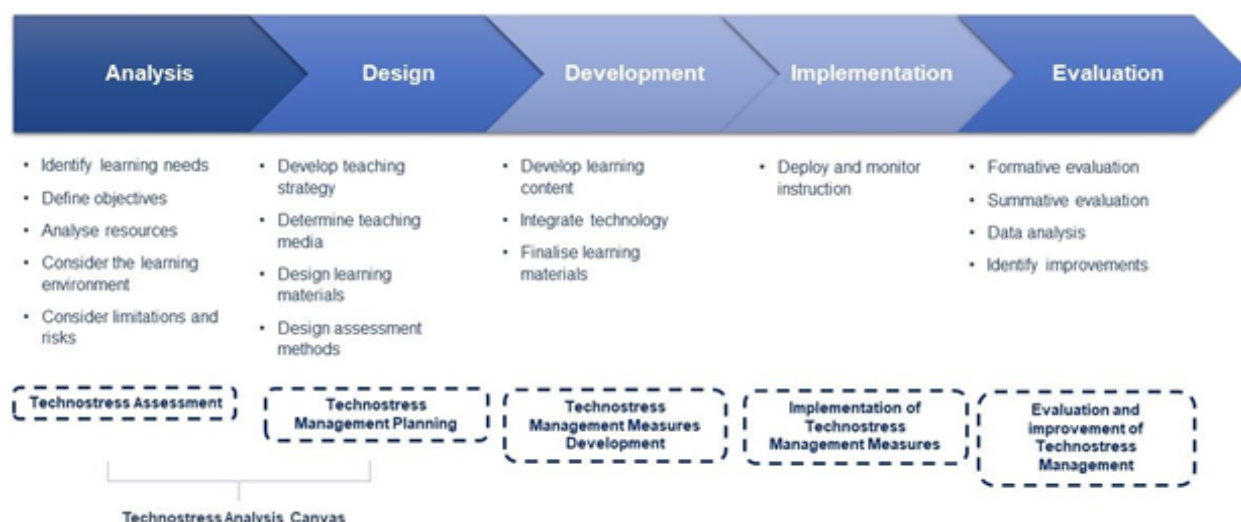 Analysis
Design
Development
Implementation
Evaluation
• Identify learning needs
• Define objectives
• Analyse resources
• Consider the learning
environment
• Consider limitations and
risks
• Develop teaching
strategy
• Determine teaching
media
• Design learning
materials
• Design assessment
methods
• Develop learning
content
• Integrate technology
• Finalise learning
materials
• Deploy and monitor
instruction
• Formative evaluation
• Summative evaluation
• Data analysis
• Identify improvements
Technostress Assessment
Technostress
Management Planning
Technostress
Management Measures
Development
Implementation of
Technostress
Management Measures
Evaluation and
improvement of
Technostress
Management
Technostress Analysis Canvas